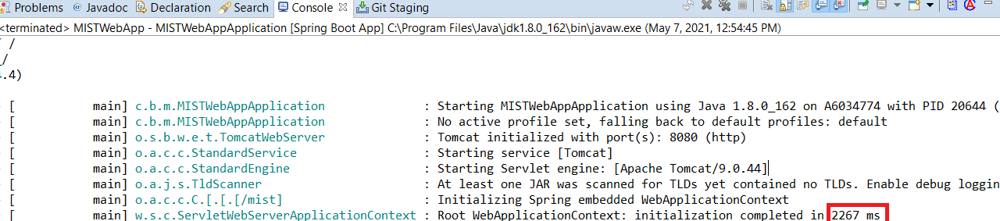 Problems @ Javadoc Declaration Search Console Git Staging
<terminated> MISTWebApp - MISTWebAppApplication [Spring Boot App] C:\Program Files\Java\jdk1.8.0_162\bin\javaw.exe (May 7, 2021, 12:54:45 PM)
/ /
_/
.4)
[ main] c.b.m.MISTWebAppApplication : Starting MISTWebAppApplication using Java 1.8.0_162 on A6034774 with PID 20644 (
[ main] c.b.m.MISTWebAppApplication : No active profile set, falling back to default profiles: default
[ main] o.s.b.w.e.t.TomcatWebServer : Tomcat initialized with port(s): 8080 (http)
[ main] o.a.c.c.StandardService : Starting service [Tomcat]
[ main] o.a.c.c.StandardEngine : Starting Servlet engine: [Apache Tomcat/9.0.44]
[ main] o.a.j.s.TldScanner : At least one JAR was scanned for TLDs yet contained no TLDs. Enable debug loggin
[ main] o.a.c.c.C.[.[.[/mist] : Initializing Spring embedded WebApplicationContext
[ main] w.s.c.ServletWebServerApplicationContext : Root WebApplicationContext: initialization completed in 2267 ms